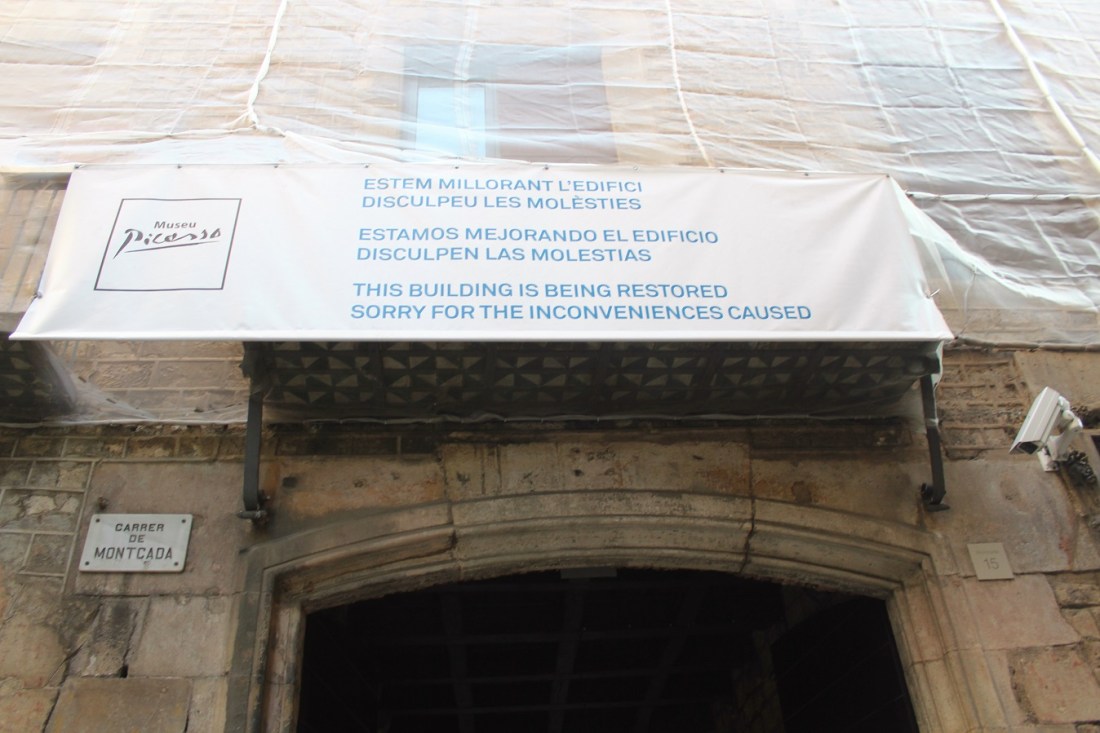 Museu
Picasso
ESTEM MILLORANT L'EDIFICI
DISCULPEU LES MOLÈSTIES
ESTAMOS MEJORANDO EL EDIFICIO
DISCULPEN LAS MOLESTIAS
THIS BUILDING IS BEING RESTORED
SORRY FOR THE INCONVENIENCES CAUSED
CARRER
DE
MONTCADA
15